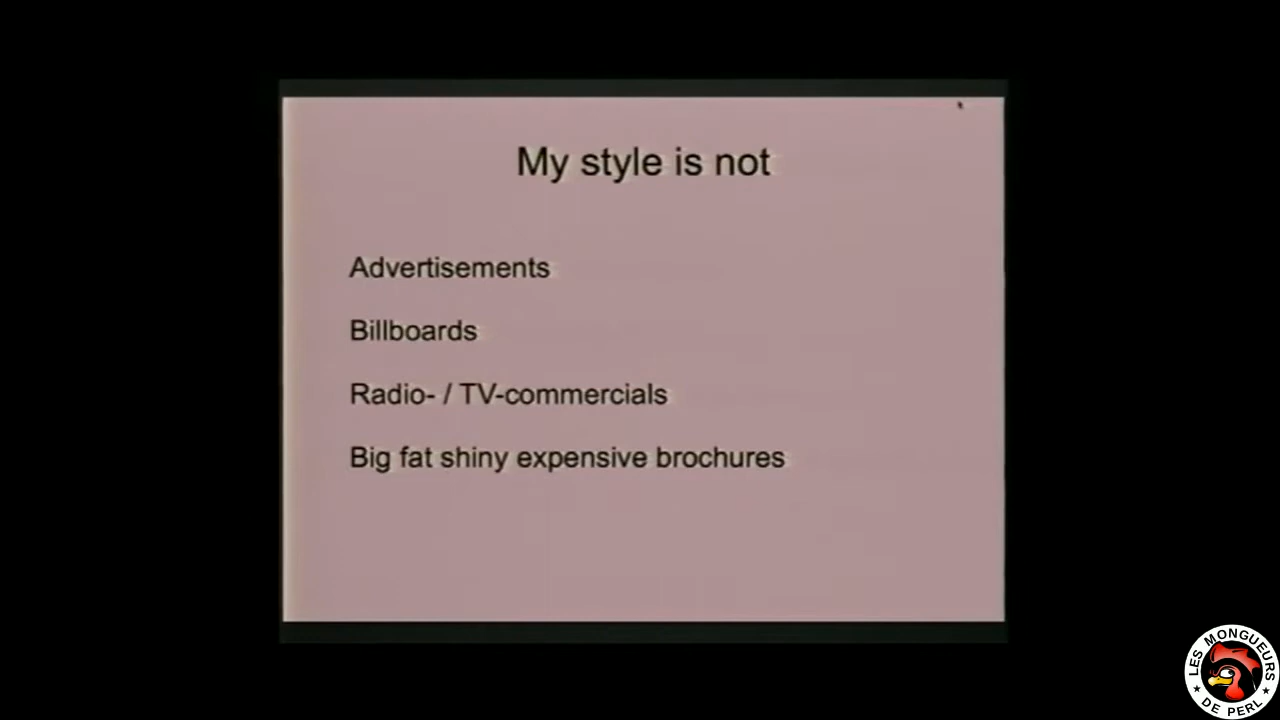 My style is not
Advertisements
Billboards
Radio- / TV-commercials
Big fat shiny expensive brochures
LES MONGUEURS
★ DE PERL ★